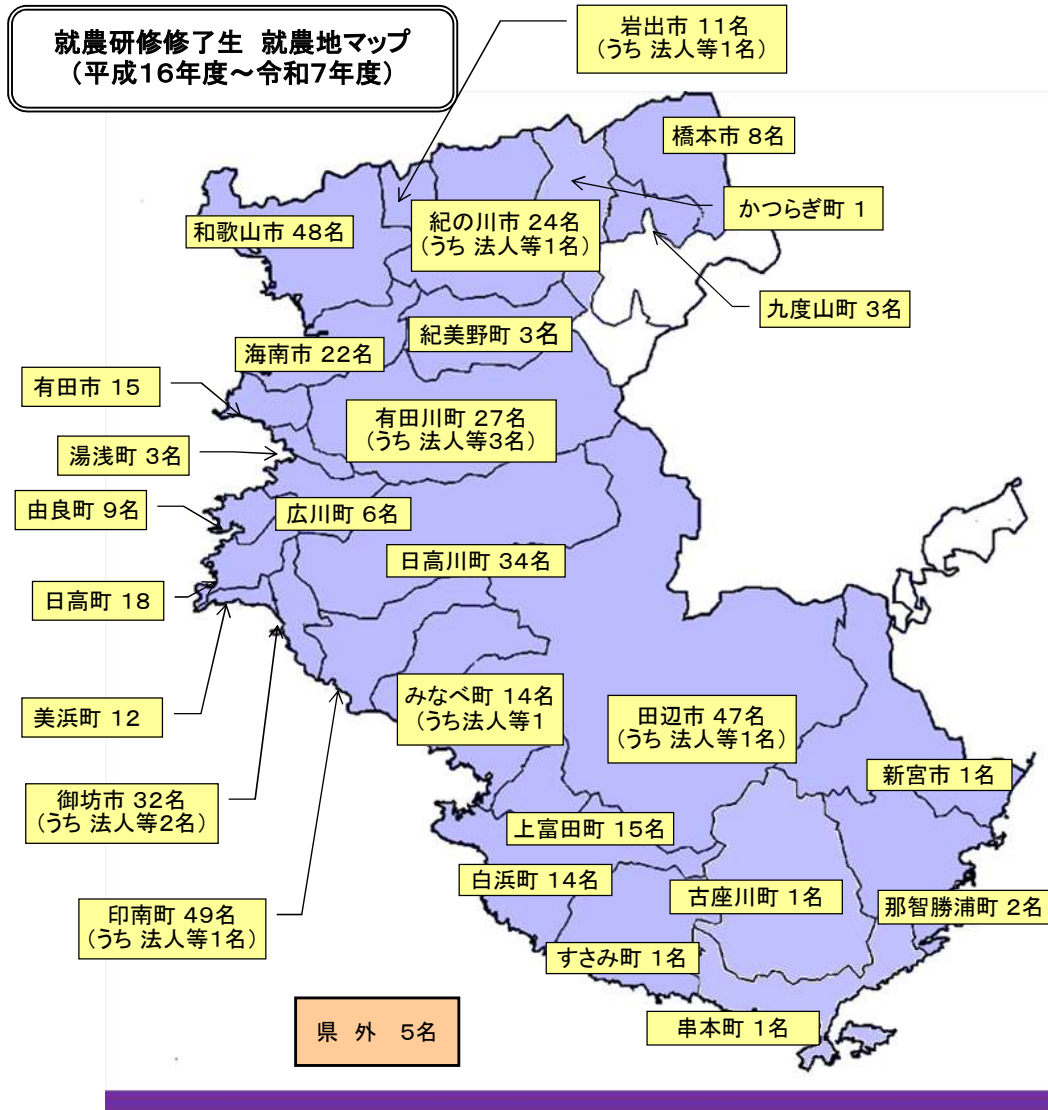 就農研修修了生 就農地マップ
（平成１６年度～令和７年度）
岩出市 11名
（うち 法人等１名）
橋本市 8名
かつらぎ町 1
紀の川市 24名
（うち 法人等１名）
和歌山市 48名
九度山町 3名
紀美野町 3名
海南市 22名
有田市 15
有田川町 27名
（うち 法人等３名）
湯浅町 3名
由良町 9名
広川町 6名
日高川町 34名
日高町 18
みなべ町 14名
（うち法人等１
美浜町 12
田辺市 47名
（うち 法人等１名）
新宮市 1名
御坊市 32名
（うち 法人等２名）
上富田町 15名
白浜町 14名
古座川町 1名
那智勝浦町 2名
印南町 49名
（うち 法人等１名）
すさみ町 1名
串本町 1名
県 外 5名